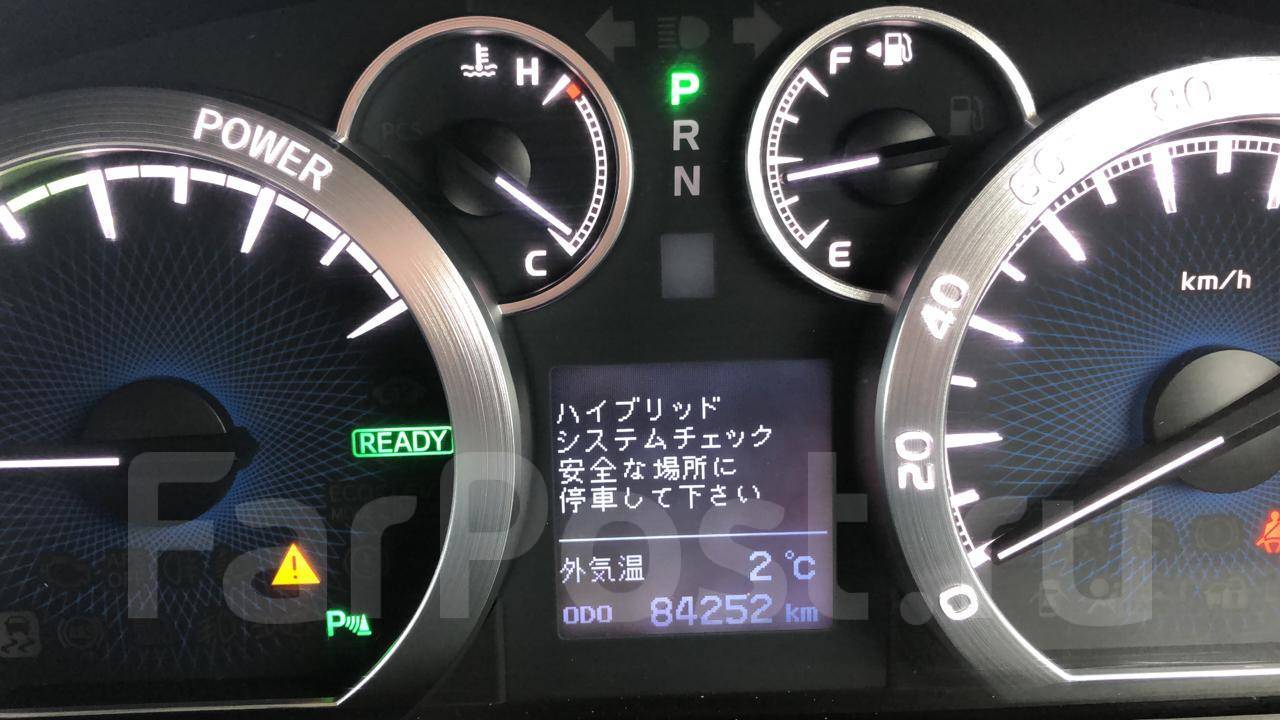 POWER
H
C
P
R
N
F
E
80
60
40
20
0
km/h
READY
P
PCS
ハイブリッド
システムチェック
安全な場所に
停車して下さい
外気温 2℃
ODO 84252 km
FarPost.ru